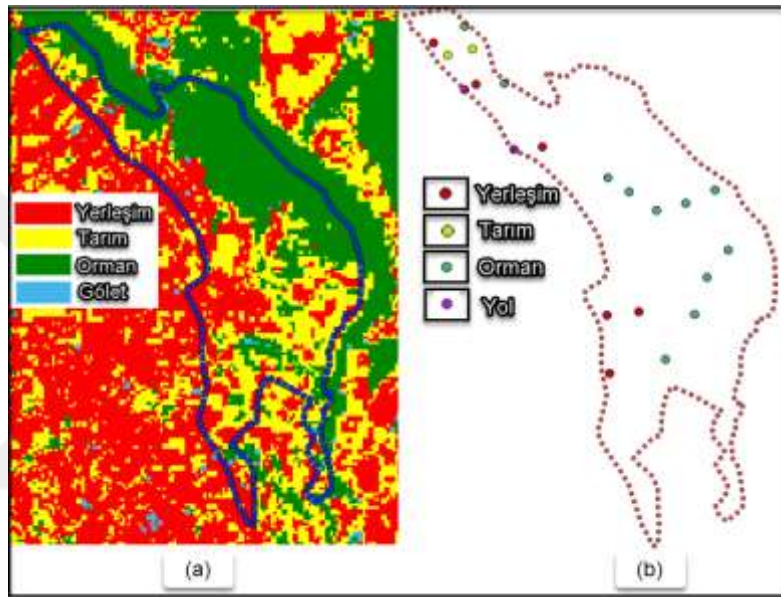 Yerleşim
Tarım
Orman
Gölet
Yerleşim
Tarım
Orman
Yol
(a)
(b)